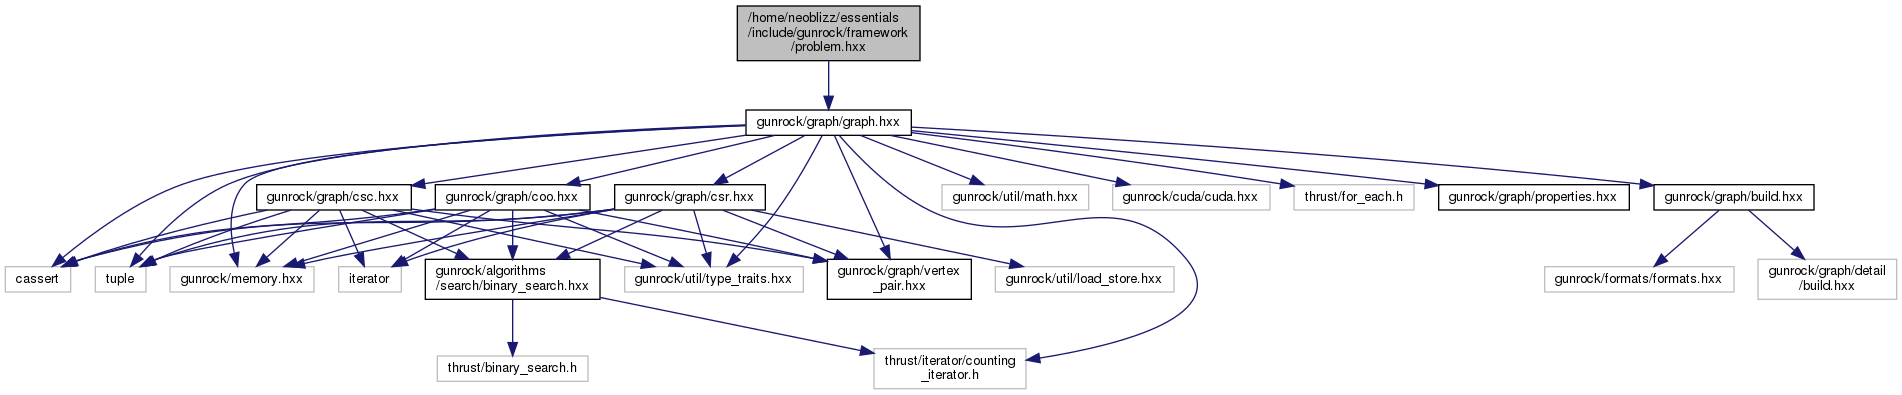 /home/neoblizz/essentials
/include/gunrock/framework
/problem.hxx
gunrock/graph/graph.hxx
gunrock/graph/csc.hxx
gunrock/graph/coo.hxx
gunrock/graph/csr.hxx
gunrock/util/math.hxx
gunrock/cuda/cuda.hxx
thrust/for_each.h
gunrock/graph/properties.hxx
gunrock/graph/build.hxx
cassert
tuple
gunrock/memory.hxx
iterator
gunrock/algorithms
/search/binary_search.hxx
gunrock/util/type_traits.hxx
gunrock/graph/vertex
_pair.hxx
gunrock/util/load_store.hxx
gunrock/formats/formats.hxx
gunrock/graph/detail
/build.hxx
thrust/binary_search.h
thrust/iterator/counting
_iterator.h